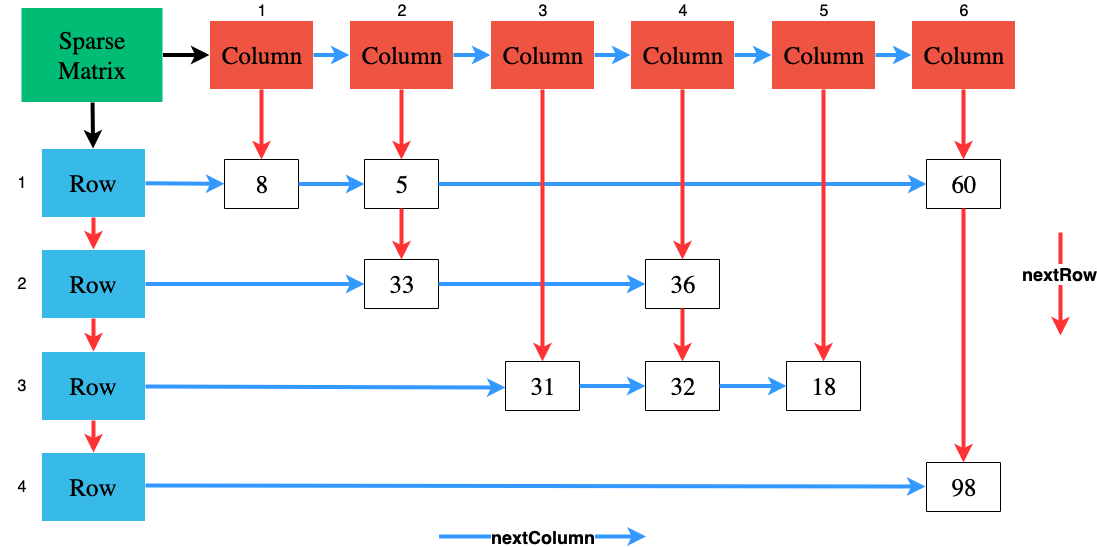 1 2 3 4 5 6
Sparse
Matrix
Column Column Column Column Column Column
1 Row 8 5 60
2 Row 33 36
nextRow
3 Row 31 32 18
4 Row 98
nextColumn